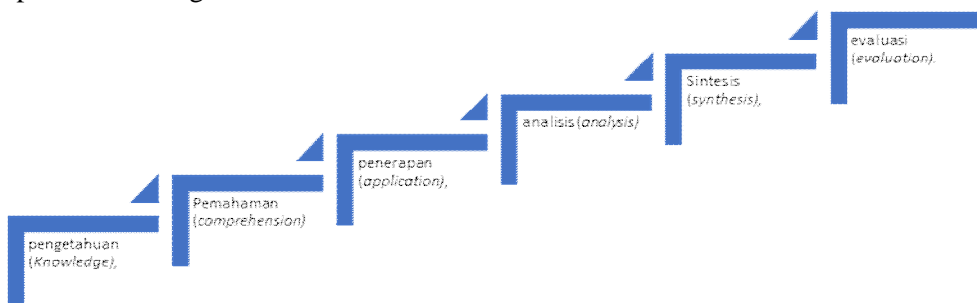 pengetahuan
(Knowledge),
Pemahaman
(comprehension)
penerapan
(application),
analisis(analysis)
Sintesis
(synthesis),
evaluasi
(evaluation).